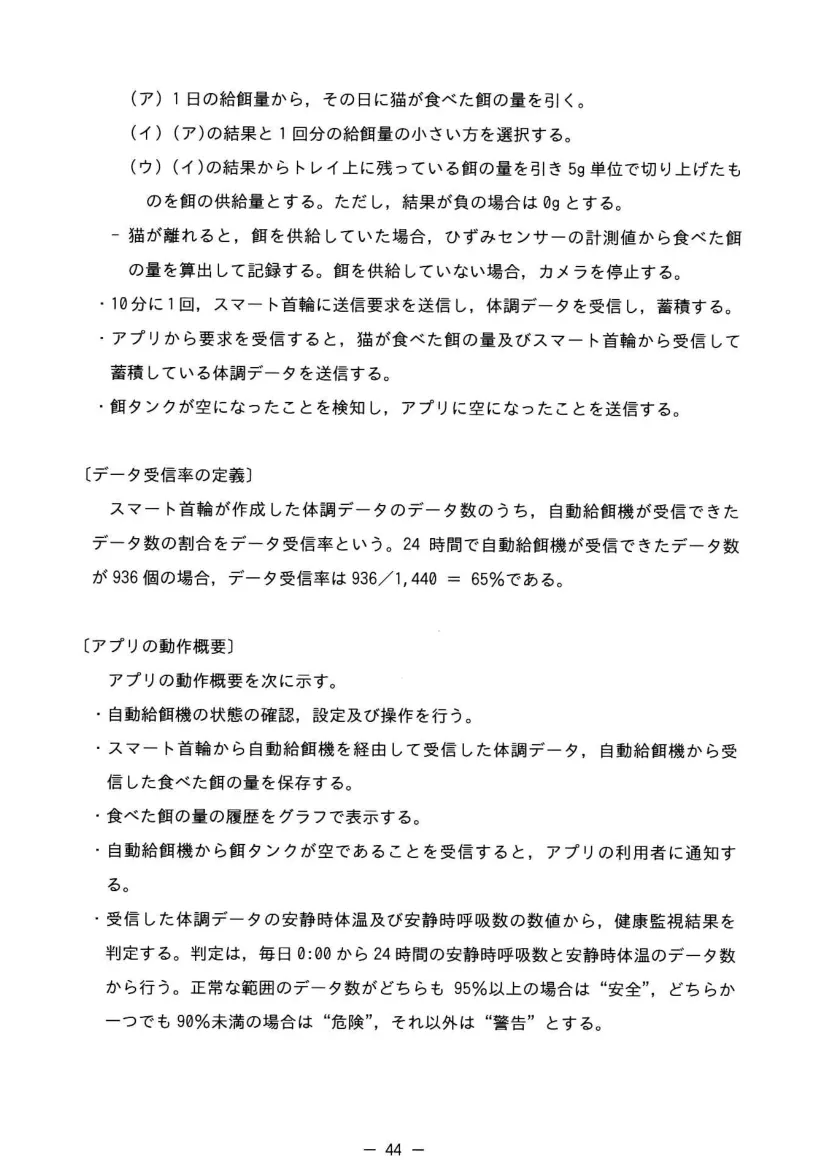 （ア）1日の給餌量から，その日に猫が食べた餌の量を引く。
（イ）（ア）の結果と1回分の給餌量の小さい方を選択する。
（ウ）（イ）の結果からトレイ上に残っている餌の量を引き 5g 単位で切り上げたも
のを餌の供給量とする。ただし，結果が負の場合は 0g とする。
− 猫が離れると，餌を供給していた場合，ひずみセンサーの計測値から食べた餌
の量を算出して記録する。餌を供給していない場合，カメラを停止する。
・10分に1回，スマート首輪に送信要求を送信し，体調データを受信し，蓄積する。
・アプリから要求を受信すると，猫が食べた餌の量及びスマート首輪から受信して
蓄積している体調データを送信する。
・餌タンクが空になったことを検知し，アプリに空になったことを送信する。
〔データ受信率の定義〕
スマート首輪が作成した体調データのデータ数のうち，自動給餌機が受信できた
データ数の割合をデータ受信率という。24 時間で自動給餌機が受信できたデータ数
が 936 個の場合，データ受信率は 936／1,440 ＝ 65％である。
〔アプリの動作概要〕
アプリの動作概要を次に示す。
・自動給餌機の状態の確認，設定及び操作を行う。
・スマート首輪から自動給餌機を経由して受信した体調データ，自動給餌機から受
信した食べた餌の量を保存する。
・食べた餌の量の履歴をグラフで表示する。
・自動給餌機から餌タンクが空であることを受信すると，アプリの利用者に通知す
る。
・受信した体調データの安静時体温及び安静時呼吸数の数値から，健康監視結果を
判定する。判定は，毎日 0:00 から 24 時間の安静時呼吸数と安静時体温のデータ数
から行う。正常な範囲のデータ数がどちらも 95％以上の場合は“安全”，どちらか
一つでも 90％未満の場合は“危険”，それ以外は“警告”とする。
− 44 −